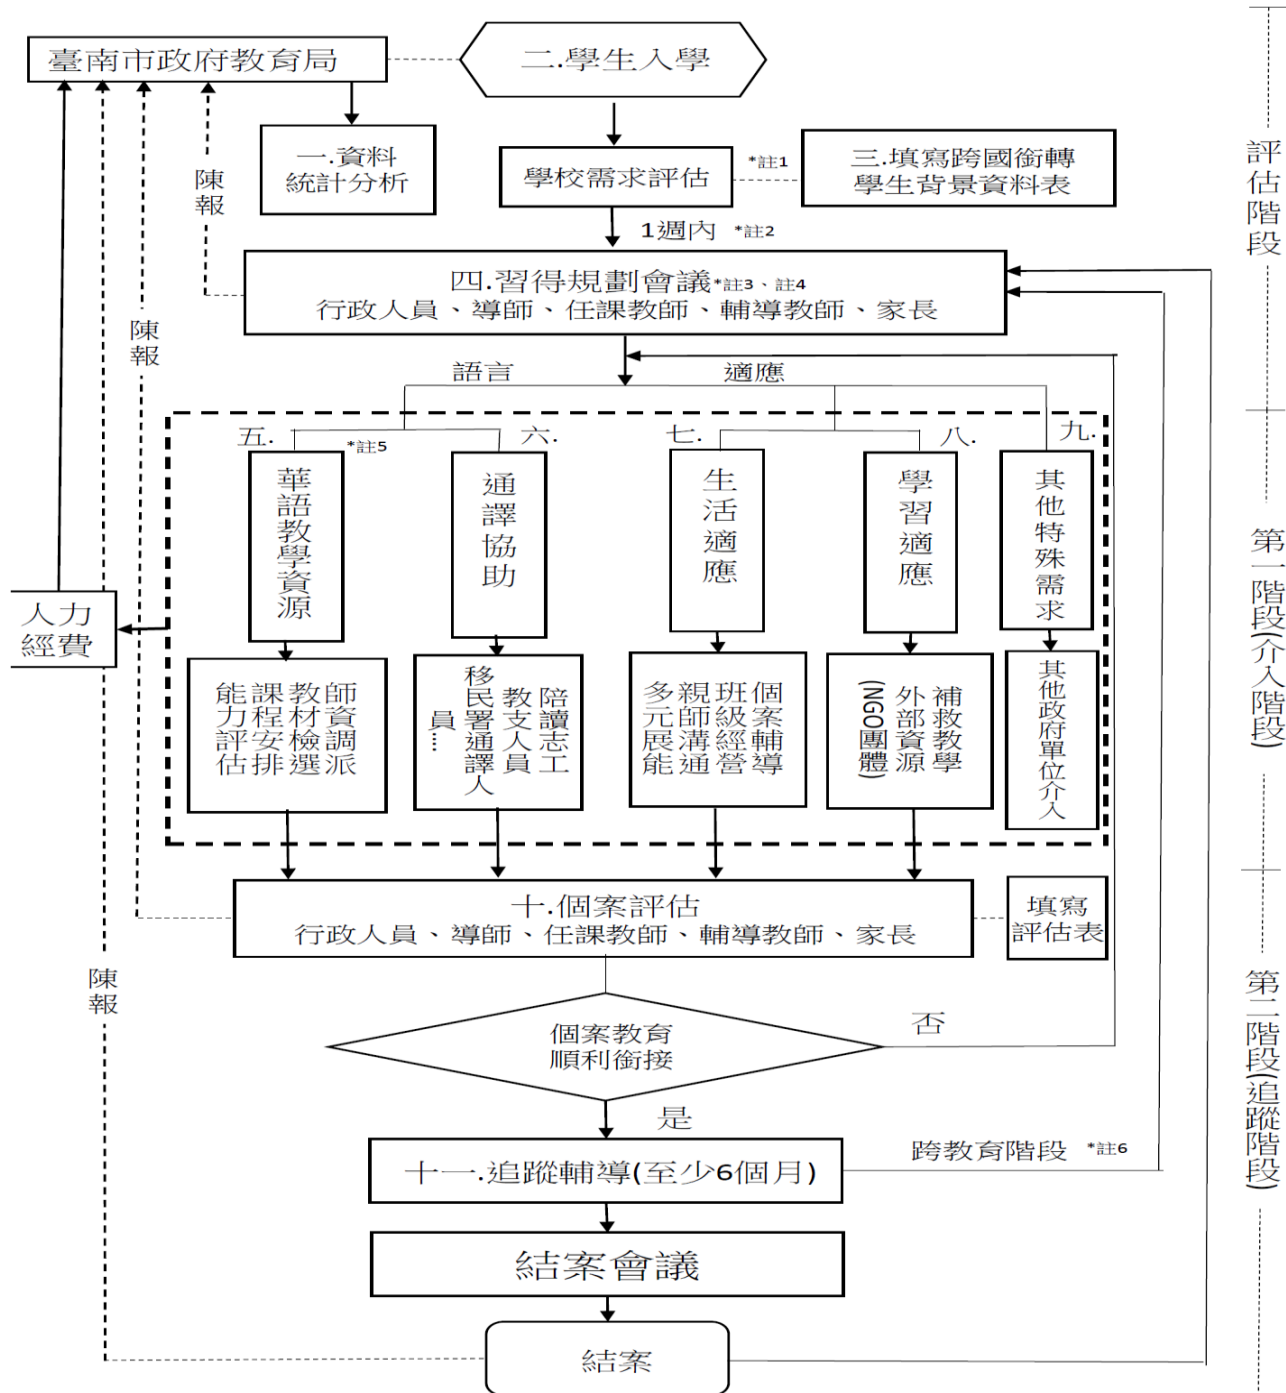 臺南市政府教育局
二.學生入學
一.資料
統計分析
學校需求評估
*註1
三.填寫跨國銜轉
學生背景資料表
陳報
1週內 *註2
四.習得規劃會議*註3、註4
行政人員、導師、任課教師、輔導教師、家長
評估階段
陳報
語言
適應
五.
*註5
六.
七.
八.
九.
華語教學資源
通譯協助
生活適應
學習適應
其他特殊需求
人力
經費
師資調派
教材檢選
課程安排
能力評估
陪讀志工
教支人員
移民署通譯人
員....
個案輔導
班級經營
親師溝通
多元展能
補救教學
外部資源
(NGO團體)
其他政府單位介入
第一階段(介入階段)
十.個案評估
行政人員、導師、任課教師、輔導教師、家長
填寫
評估表
陳報
個案教育
順利銜接
否
是
十一.追蹤輔導(至少6個月)
跨教育階段 *註6
第二階段(追蹤階段)
結案會議
結案